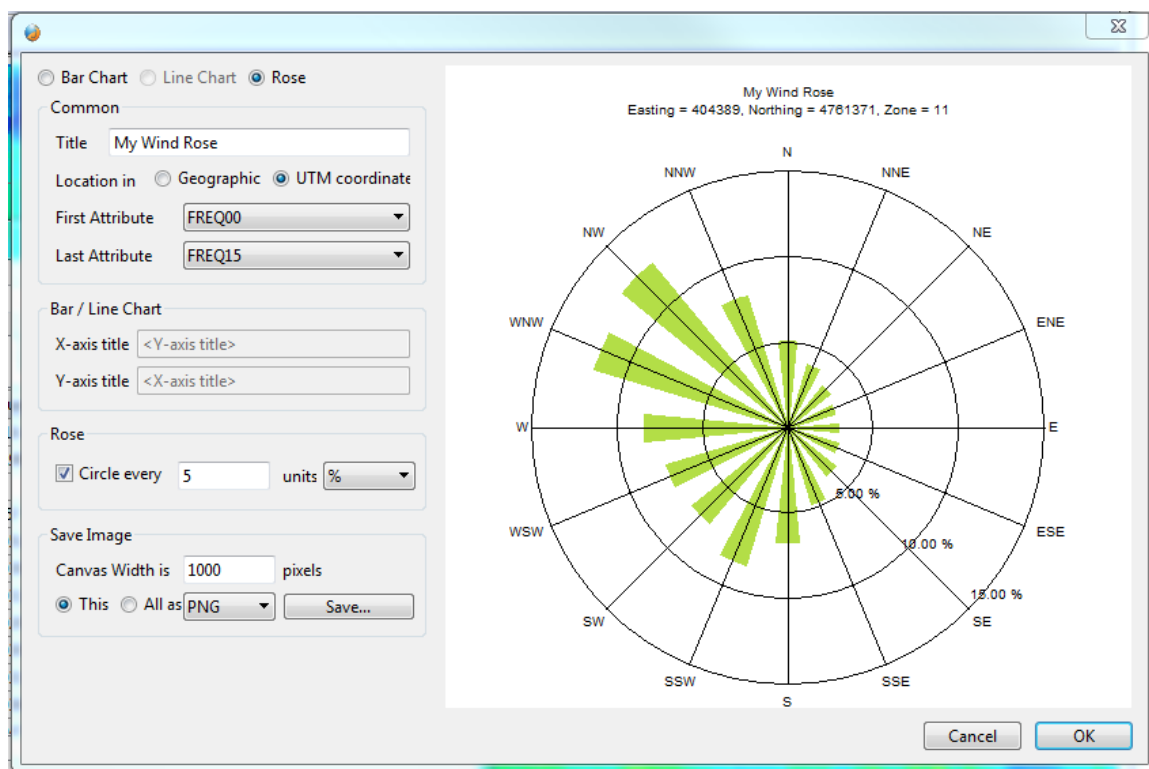 Bar Chart Line Chart Rose
Common
Title My Wind Rose
Location in Geographic UTM coordinate
First Attribute FREQ00
Last Attribute FREQ15
Bar / Line Chart
X-axis title <Y-axis title>
Y-axis title <X-axis title>
Rose
Circle every 5 units %
Save Image
Canvas Width is 1000 pixels
This All as PNG Save...
My Wind Rose
Easting = 404389, Northing = 4761371, Zone = 11
N
NNW NNE
NW NE
WNW ENE
W E
5.00 %
WSW ESE
10.00 %
15.00 %
SW SE
SSW SSE
S
Cancel OK